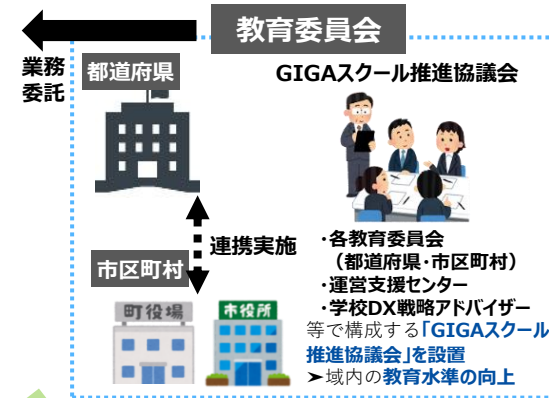 教育委員会
業務
委託
都道府県
GIGAスクール推進協議会
連携実施
市区町村
町役場
市役所
・各教育委員会
（都道府県・市区町村）
・運営支援センター
・学校DX戦略アドバイザー
等で構成する「GIGAスクール
推進協議会」を設置
➤域内の教育水準の向上